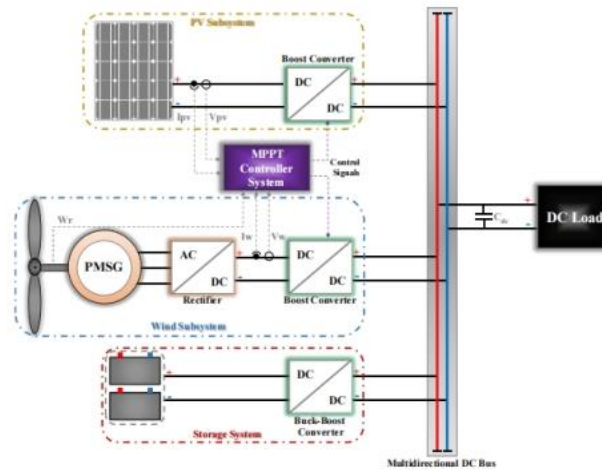 PV Subsystem
Boost Converter
+
+
DC
DC
-
-
Ipv
Vpv
MPPT
Controller
System
Control
Signals
+
C_dc
-
DC Load
Wr
Iw
Vw
PMSG
AC
DC
+
-
DC
DC
+
-
Rectifier
Boost Converter
Wind Subsystem
+
-
DC
DC
+
-
Buck-Boost
Converter
Storage System
Multidirectional DC Bus